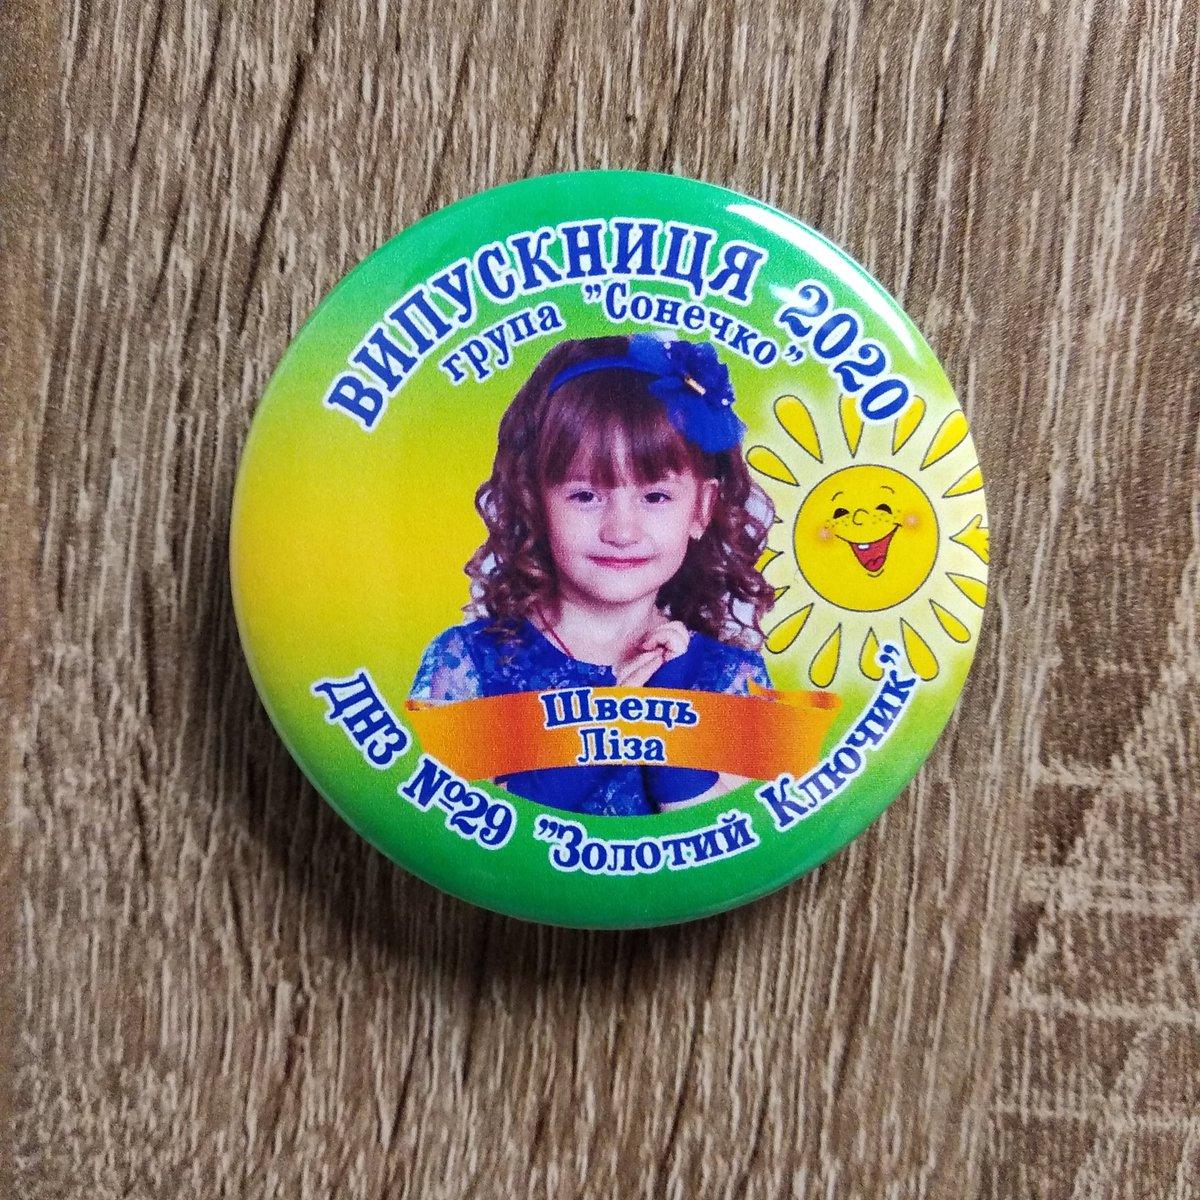 ВИПУСКНИЦЯ 2020
група ”Сонечко”
Швець
Ліза
ДНЗ №29 ”Золотий Ключик”